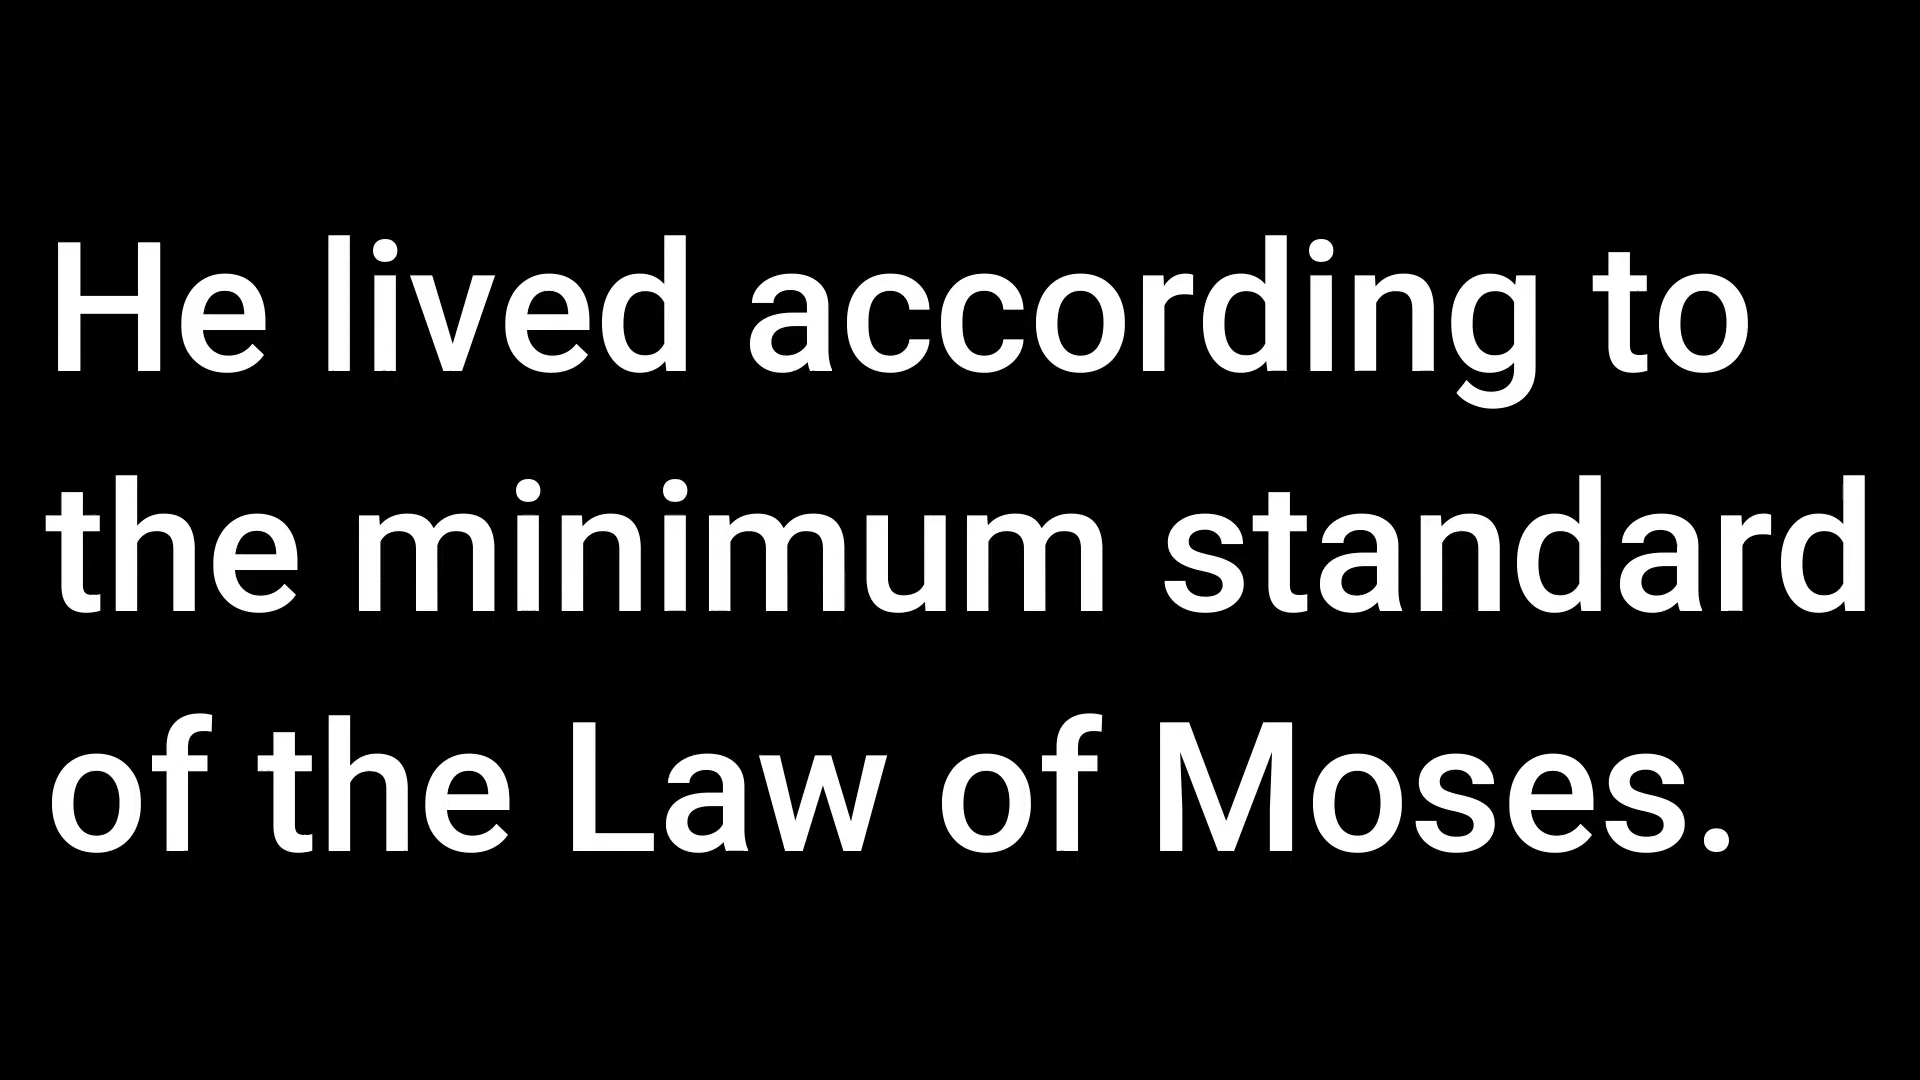 He lived according to
the minimum standard
of the Law of Moses.